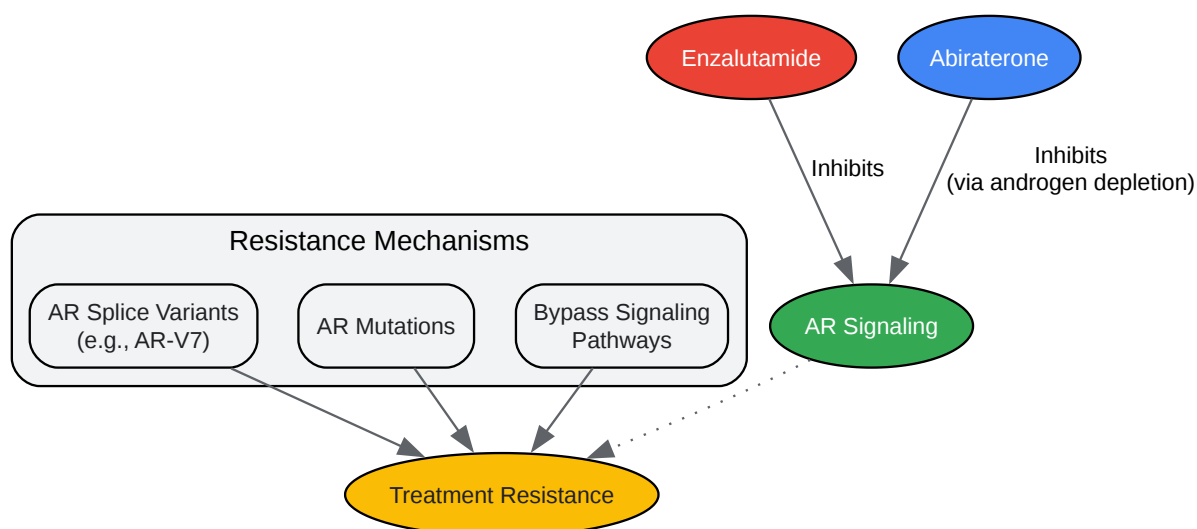 Enzalutamide
Abiraterone
Inhibits
Inhibits
(via androgen depletion)
Resistance Mechanisms
AR Splice Variants
(e.g., AR-V7)
AR Mutations
Bypass Signaling
Pathways
AR Signaling
Treatment Resistance